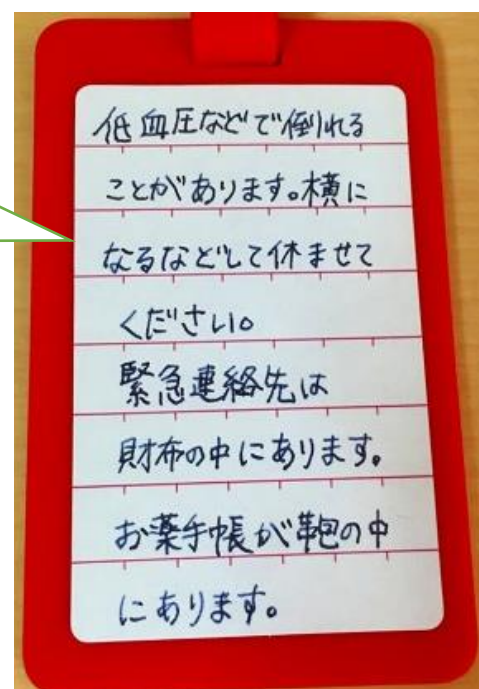 低血圧などで倒れる
ことがあります。横に
なるなどして休ませて
ください。
緊急連絡先は
財布の中にあります。
お薬手帳が鞄の中
にあります。